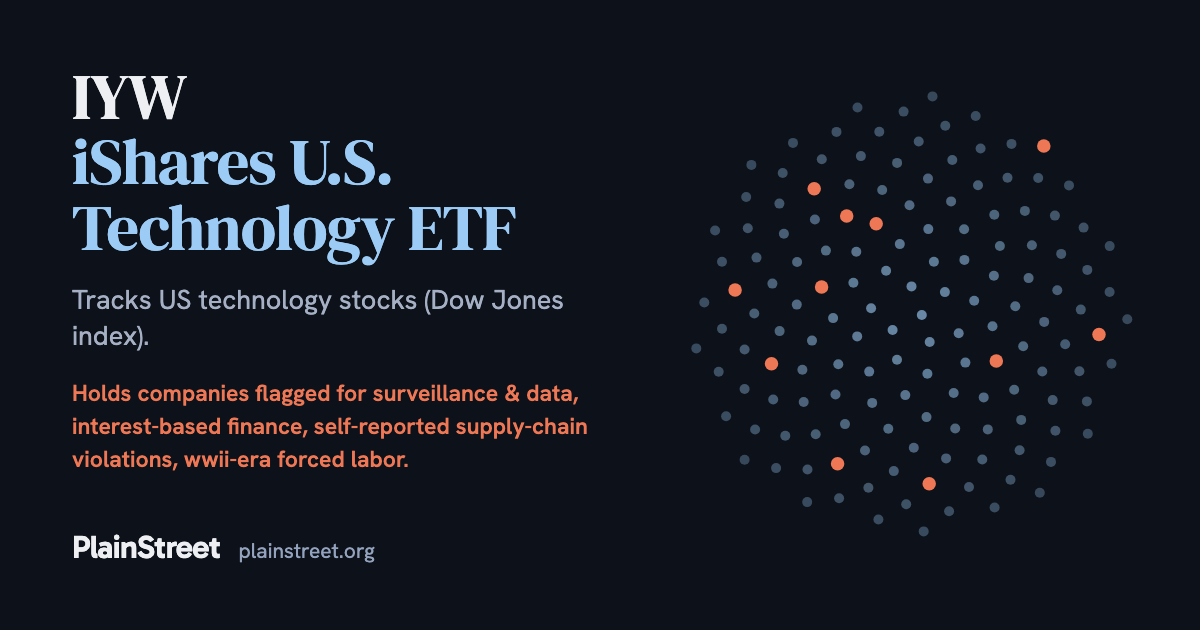 IYW
iShares U.S.
Technology ETF
Tracks US technology stocks (Dow Jones
index).
Holds companies flagged for surveillance & data,
interest-based finance, self-reported supply-chain
violations, wwii-era forced labor.
PlainStreet plainstreet.org